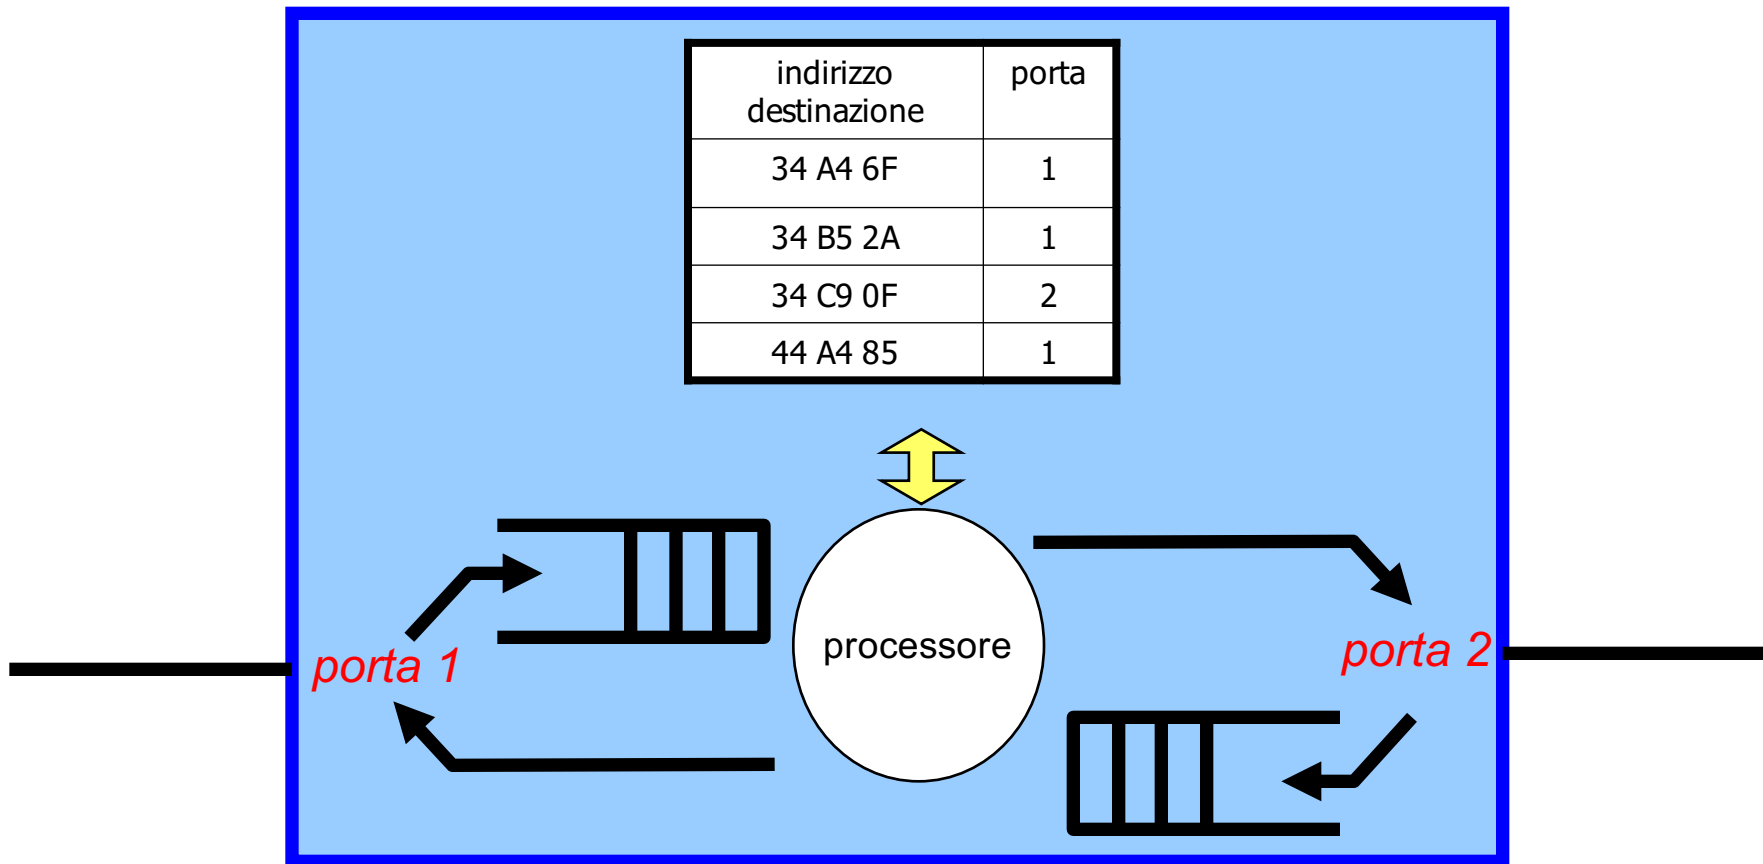 indirizzo
destinazione
porta
34 A4 6F
1
34 B5 2A
1
34 C9 0F
2
44 A4 85
1
processore
porta 1
porta 2